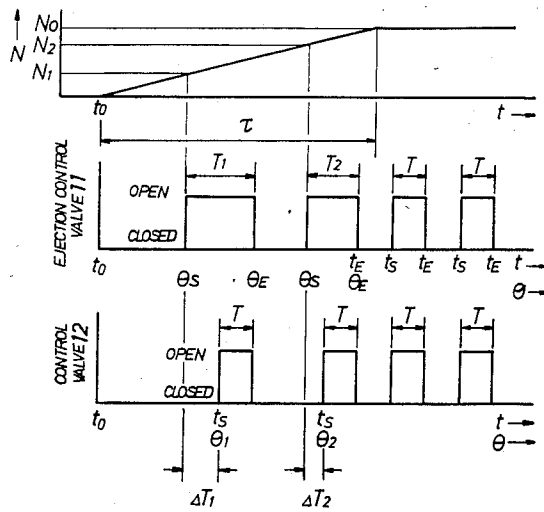 N₀
N₂
N
N₁
t₀ t
τ
T₁ T₂ T T
OPEN
CLOSED
EJECTION CONTROL
VALVE 11
t₀ tE tS tE tS tE t
θS θE θS θE θ
T T T T
OPEN
CLOSED
CONTROL
VALVE 12
t₀ tS tS t
θ₁ θ₂ θ
ΔT₁ ΔT₂